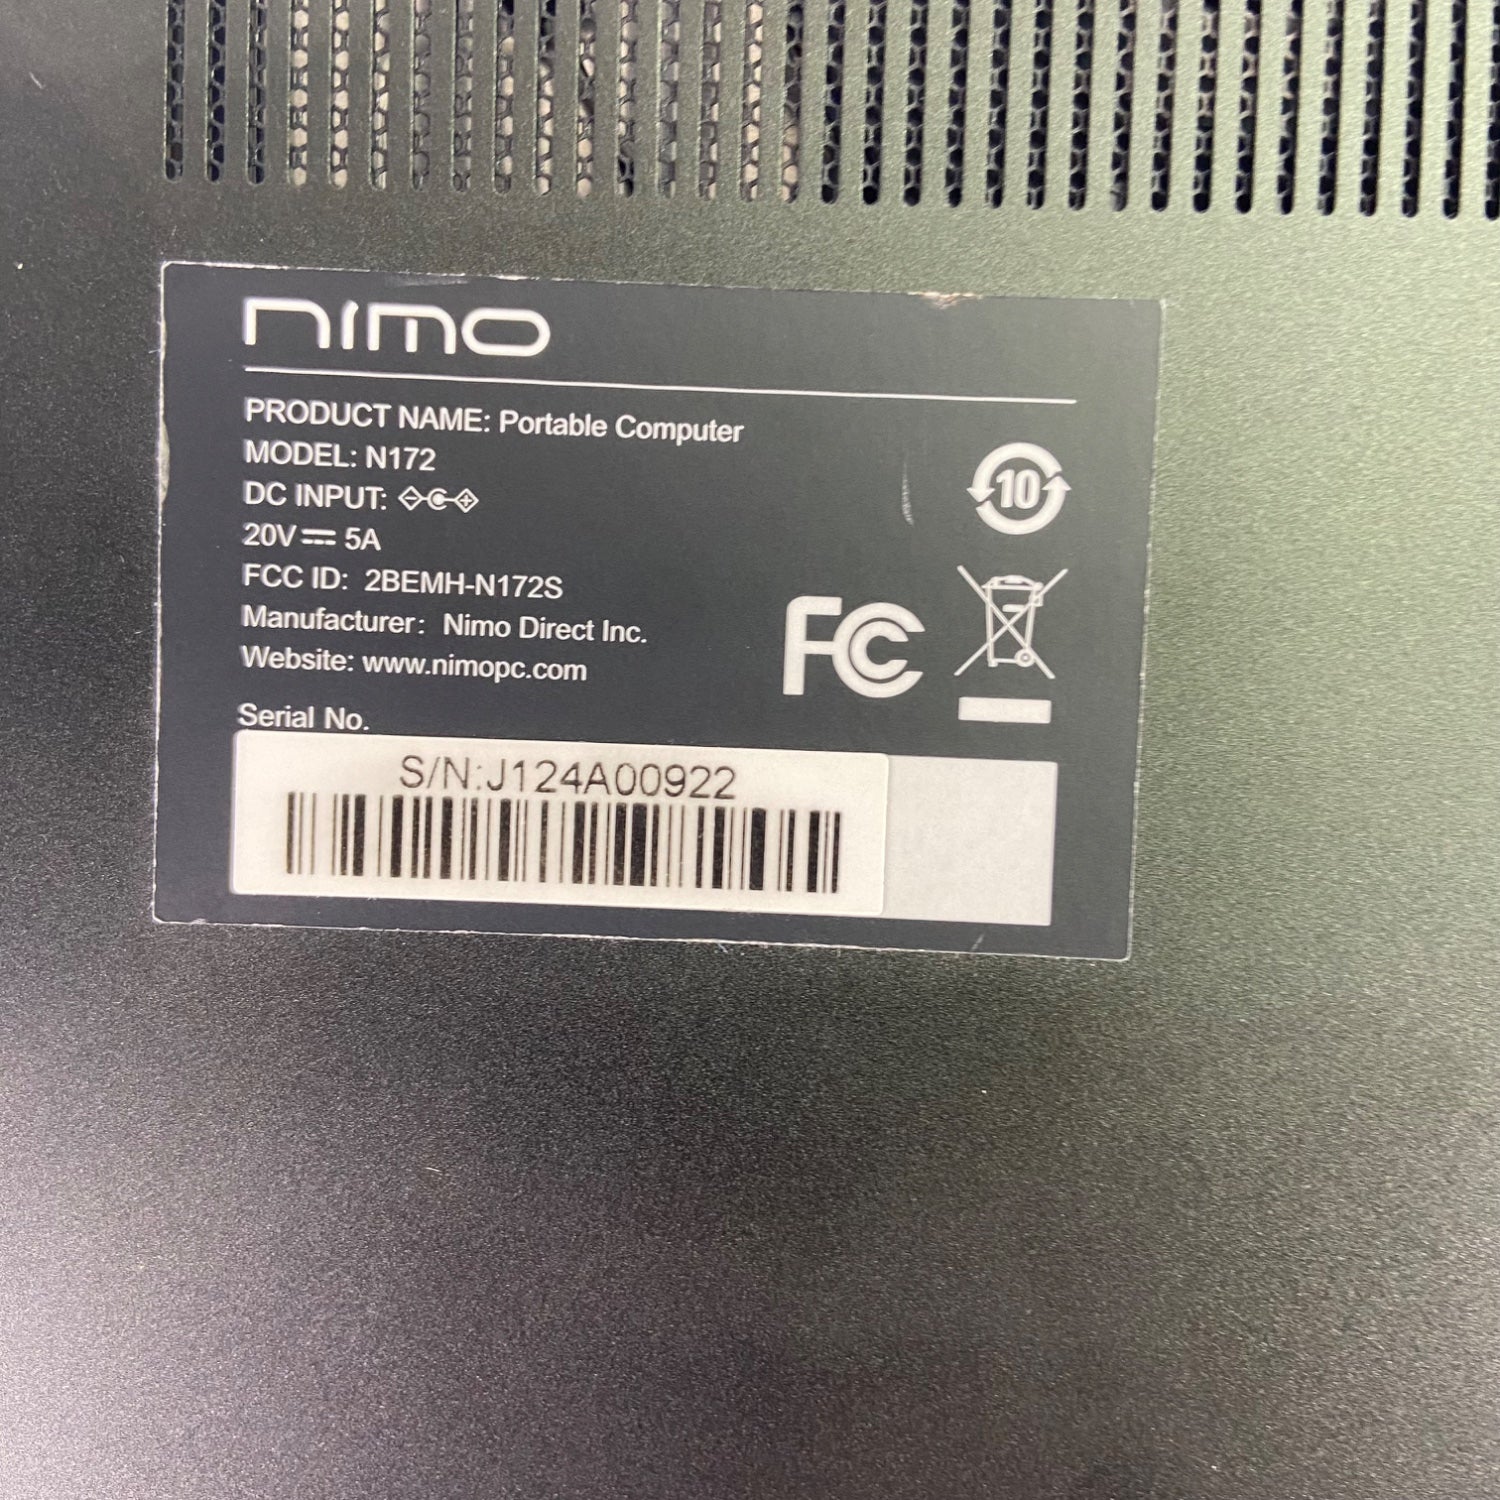 nimo
PRODUCT NAME: Portable Computer
MODEL: N172
DC INPUT:
20V⎓5A
FCC ID: 2BEMH-N172S
Manufacturer: Nimo Direct Inc.
Website: www.nimopc.com
10
FC
Serial No.
S/N:J124A00922